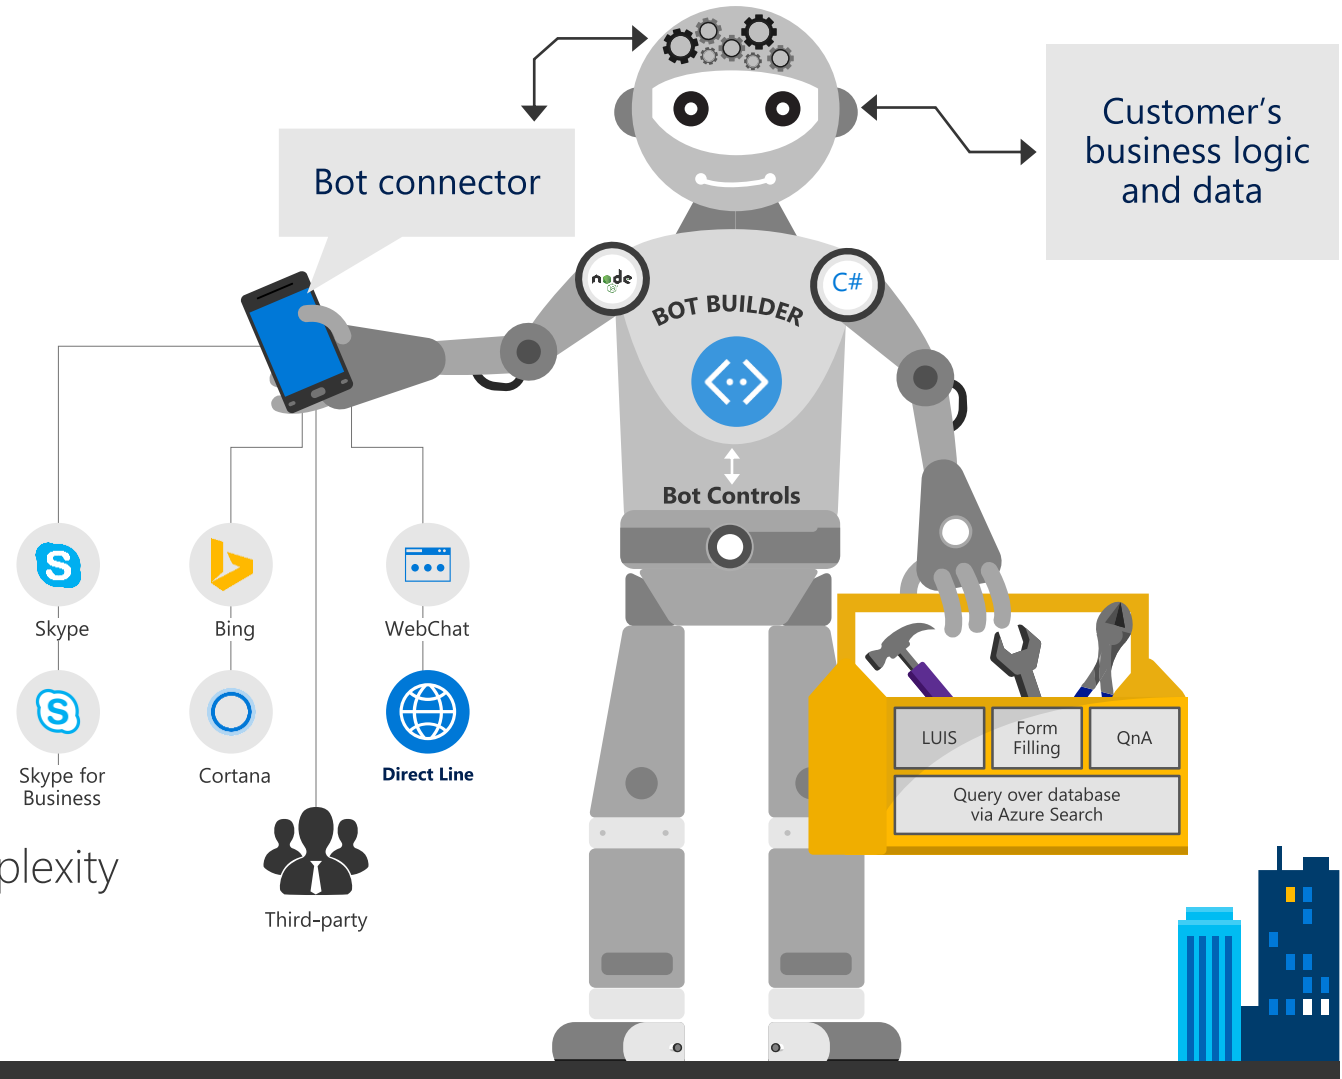 Customer's
business logic
and data
Bot connector
node
JS
C#
BOT BUILDER
Bot Controls
Skype
Bing
WebChat
Skype for
Business
Cortana
Direct Line
LUIS
Form
Filling
QnA
Query over database
via Azure Search
plexity
Third-party